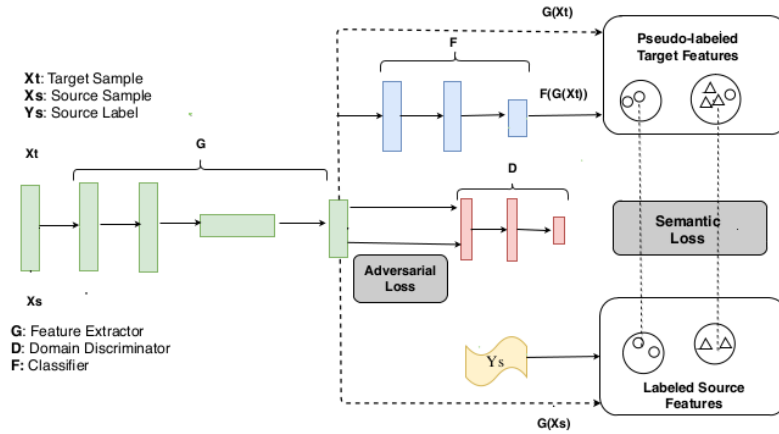 G(Xt)
F
Pseudo-labeled
Target Features
Xt: Target Sample
Xs: Source Sample
Ys: Source Label
F(G(Xt))
G
Xt
D
Semantic
Loss
Adversarial
Loss
Xs
G: Feature Extractor
D: Domain Discriminator
F: Classifier
Ys
Labeled Source
Features
G(Xs)